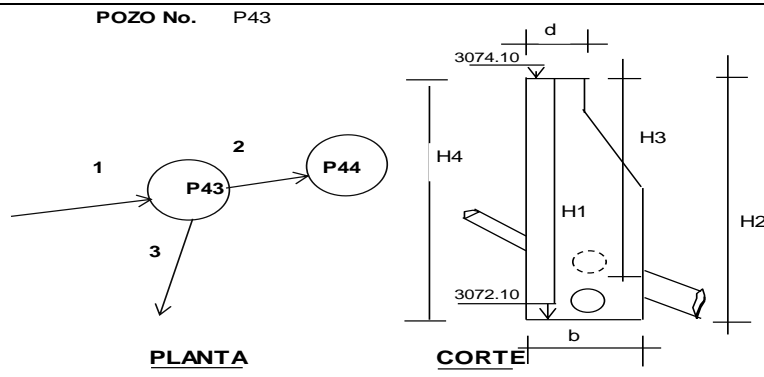 POZO No. P43
1
2
3
P43
P44
PLANTA
d
3074.10
H4
H3
H1
H2
3072.10
b
CORTE